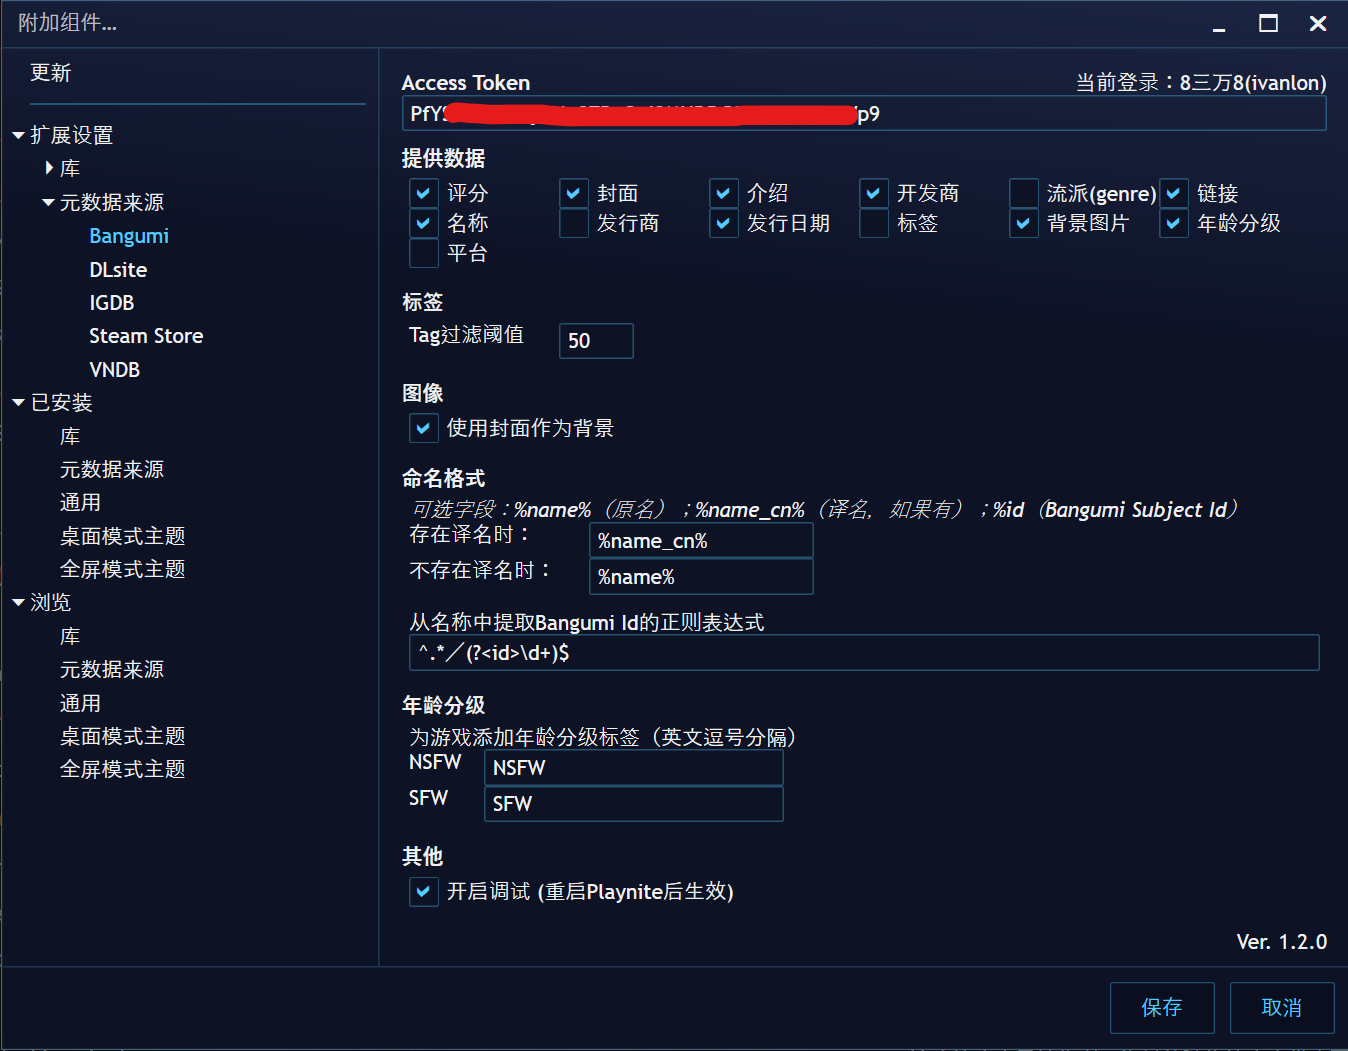 附加组件...
更新
扩展设置
库
元数据来源
Bangumi
DLsite
IGDB
Steam Store
VNDB
已安装
库
元数据来源
通用
桌面模式主题
全屏模式主题
浏览
库
元数据来源
通用
桌面模式主题
全屏模式主题
Access Token
当前登录：8三万8(ivanlon)
PfY
p9
提供数据
评分 封面 介绍 开发商 流派(genre) 链接
名称 发行商 发行日期 标签 背景图片 年龄分级
平台
标签
Tag过滤阈值 50
图像
使用封面作为背景
命名格式
可选字段：%name%（原名）；%name_cn%（译名，如果有）；%id（Bangumi Subject Id）
存在译名时： %name_cn%
不存在译名时： %name%
从名称中提取Bangumi Id的正则表达式
^.*／(?<id>\d+)$
年龄分级
为游戏添加年龄分级标签（英文逗号分隔）
NSFW NSFW
SFW SFW
其他
开启调试 (重启Playnite后生效)
Ver. 1.2.0
保存 取消